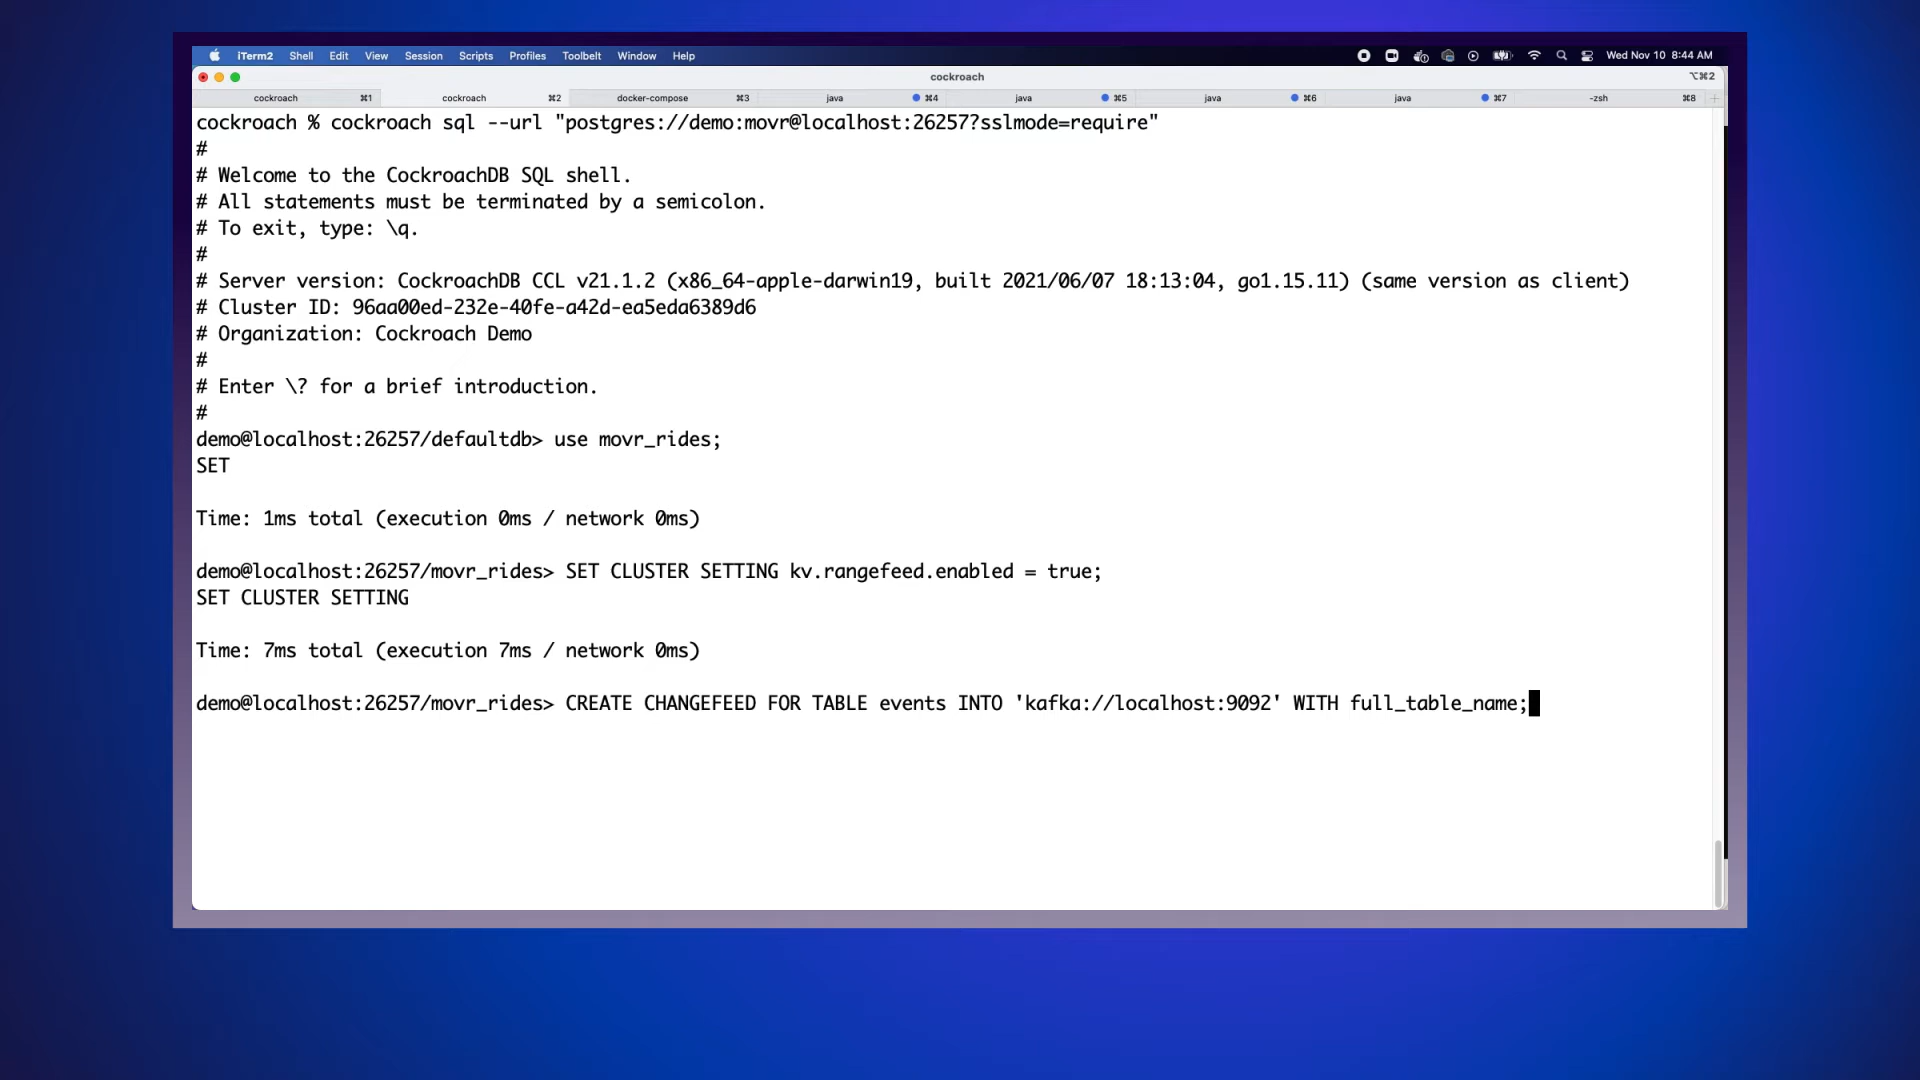 iTerm2 Shell Edit View Session Scripts Profiles Toolbelt Window Help Wed Nov 10 8:44 AM
cockroach ⌥⌘2
cockroach ⌘1 cockroach ⌘2 docker-compose ⌘3 java ⌘4 java ⌘5 java ⌘6 java ⌘7 -zsh ⌘8
cockroach % cockroach sql --url "postgres://demo:movr@localhost:26257?sslmode=require"
#
# Welcome to the CockroachDB SQL shell.
# All statements must be terminated by a semicolon.
# To exit, type: \q.
#
# Server version: CockroachDB CCL v21.1.2 (x86_64-apple-darwin19, built 2021/06/07 18:13:04, go1.15.11) (same version as client)
# Cluster ID: 96aa00ed-232e-40fe-a42d-ea5eda6389d6
# Organization: Cockroach Demo
#
# Enter \? for a brief introduction.
#
demo@localhost:26257/defaultdb> use movr_rides;
SET
Time: 1ms total (execution 0ms / network 0ms)
demo@localhost:26257/movr_rides> SET CLUSTER SETTING kv.rangefeed.enabled = true;
SET CLUSTER SETTING
Time: 7ms total (execution 7ms / network 0ms)
demo@localhost:26257/movr_rides> CREATE CHANGEFEED FOR TABLE events INTO 'kafka://localhost:9092' WITH full_table_name;